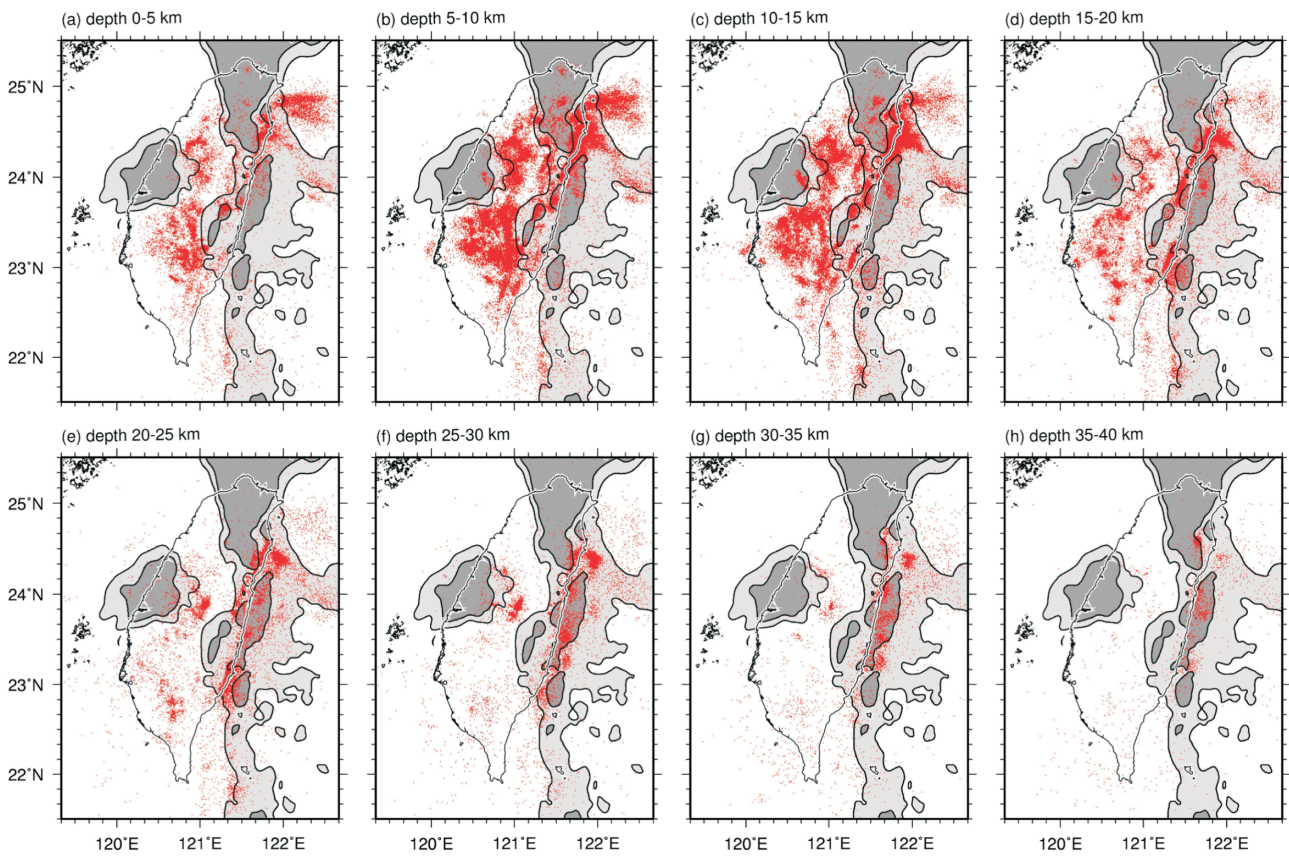 (a) depth 0-5 km
(b) depth 5-10 km
(c) depth 10-15 km
(d) depth 15-20 km
25˚N
24˚N
23˚N
22˚N
(e) depth 20-25 km
(f) depth 25-30 km
(g) depth 30-35 km
(h) depth 35-40 km
25˚N
24˚N
23˚N
22˚N
120˚E 121˚E 122˚E
120˚E 121˚E 122˚E
120˚E 121˚E 122˚E
120˚E 121˚E 122˚E